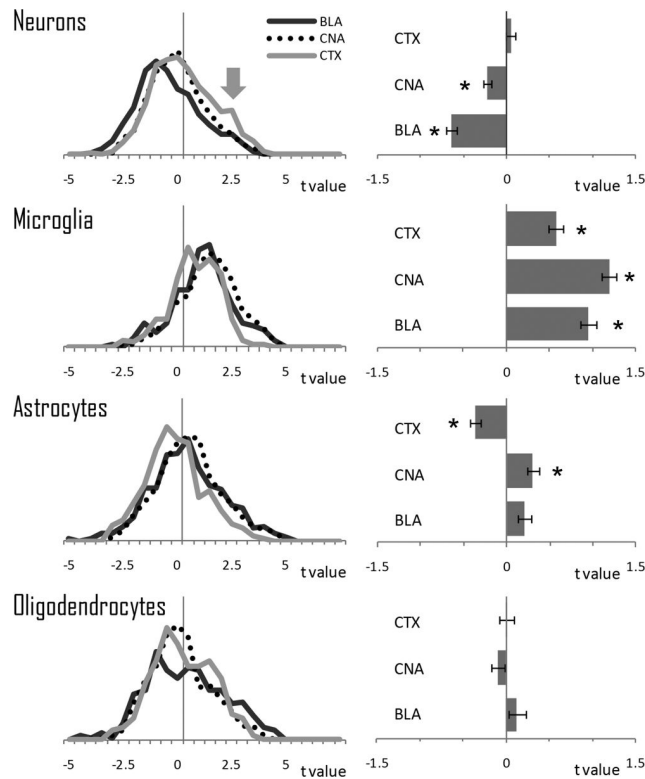 Neurons
BLA
CNA
CTX
-5 -2.5 0 2.5 5 t value
CTX
CNA *
BLA *
-1.5 0 1.5
t value
Microglia
-5 -2.5 0 2.5 5 t value
CTX *
CNA *
BLA *
-1.5 0 1.5
t value
Astrocytes
-5 -2.5 0 2.5 5 t value
CTX *
CNA *
BLA
-1.5 0 1.5
t value
Oligodendrocytes
-5 -2.5 0 2.5 5 t value
CTX
CNA
BLA
-1.5 0 1.5
t value